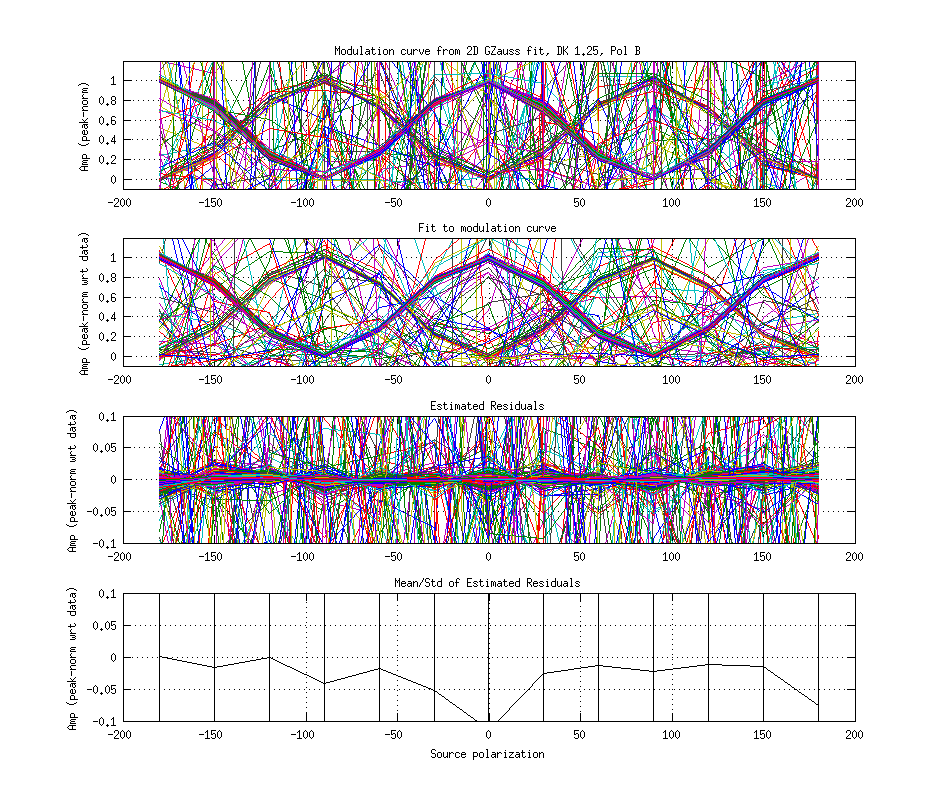 Modulation curve from 2D GZauss fit, DK 1.25, Pol B
Amp (peak-norm)
1
0.8
0.6
0.4
0.2
0
-200 -150 -100 -50 0 50 100 150 200
Fit to modulation curve
Amp (peak-norm wrt data)
1
0.8
0.6
0.4
0.2
0
-200 -150 -100 -50 0 50 100 150 200
Estimated Residuals
Amp (peak-norm wrt data)
0.1
0.05
0
-0.05
-0.1
-200 -150 -100 -50 0 50 100 150 200
Mean/Std of Estimated Residuals
Amp (peak-norm wrt data)
0.1
0.05
0
-0.05
-0.1
-200 -150 -100 -50 0 50 100 150 200
Source polarization